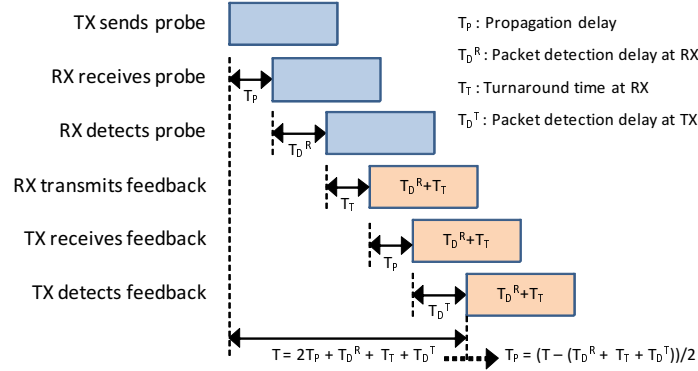 TX sends probe
T_P : Propagation delay
T_D^R : Packet detection delay at RX
RX receives probe
T_P
T_T : Turnaround time at RX
T_D^T : Packet detection delay at TX
RX detects probe
T_D^R
RX transmits feedback
T_D^R+T_T
T_T
TX receives feedback
T_D^R+T_T
T_P
TX detects feedback
T_D^R+T_T
T_D^T
T = 2T_P + T_D^R + T_T + T_D^T
T_P = (T – (T_D^R + T_T + T_D^T))/2